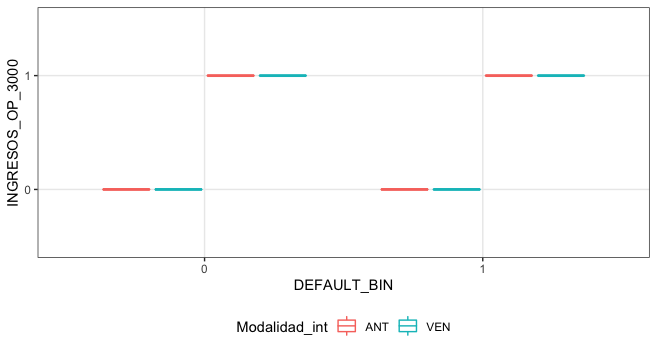 INGRESOS_OP_3000
1
0
0 1
DEFAULT_BIN
Modalidad_int ANT VEN